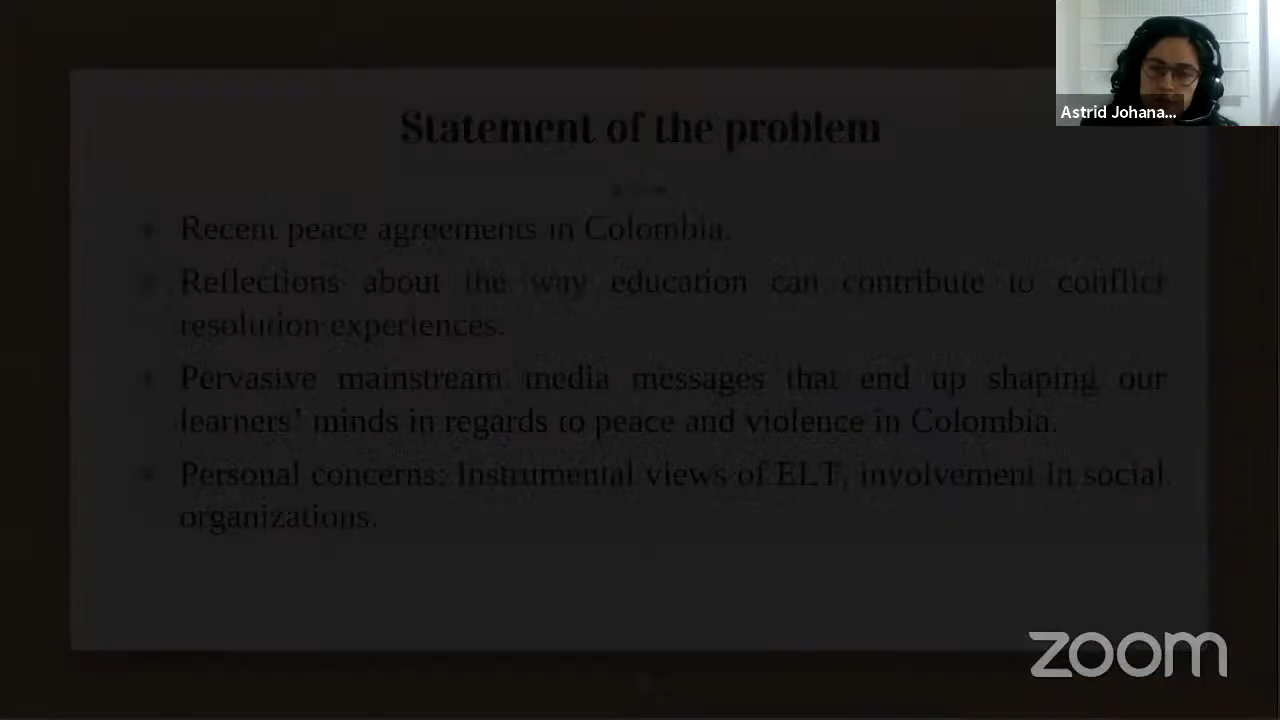 Astrid Johana...
Statement of the problem
Recent peace agreements in Colombia.
Reflections about the way education can contribute to conflict
resolution experiences.
Pervasive mainstream media messages that end up shaping our
learners' minds in regards to peace and violence in Colombia.
Personal concerns: Instrumental views of ELT, involvement in social
organizations.
zoom